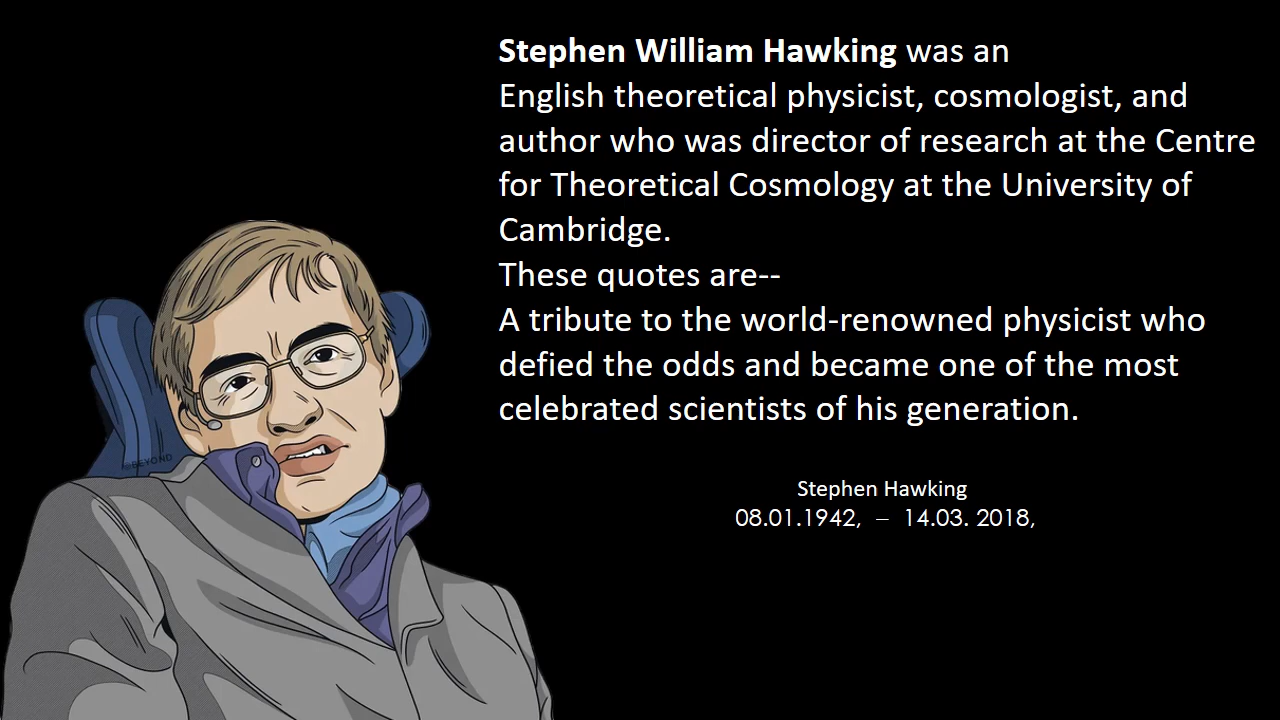 Stephen William Hawking was an
English theoretical physicist, cosmologist, and
author who was director of research at the Centre
for Theoretical Cosmology at the University of
Cambridge.
These quotes are--
A tribute to the world-renowned physicist who
defied the odds and became one of the most
celebrated scientists of his generation.
Stephen Hawking
08.01.1942, – 14.03. 2018,
@BEYOND